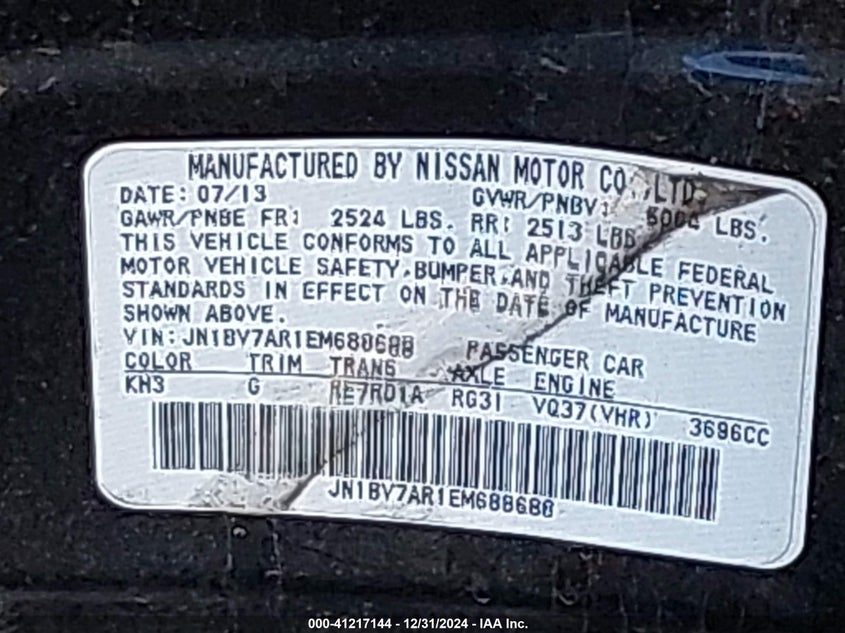 MANUFACTURED BY NISSAN MOTOR CO., LTD.
DATE: 07/13 GVWR/PNBV: LBS.
GAWR/PNBE FR: 2524 LBS. RR: 2513 LBS
THIS VEHICLE CONFORMS TO ALL APPLICABLE FEDERAL
MOTOR VEHICLE SAFETY, BUMPER, AND THEFT PREVENTION
STANDARDS IN EFFECT ON THE DATE OF MANUFACTURE
SHOWN ABOVE.
VIN: PASSENGER CAR
COLOR TRIM TRANS AXLE ENGINE
KH3 G RE7R01A RG31 VQ37(VHR) 3696CC
000-41217144 - 12/31/2024 - IAA Inc.